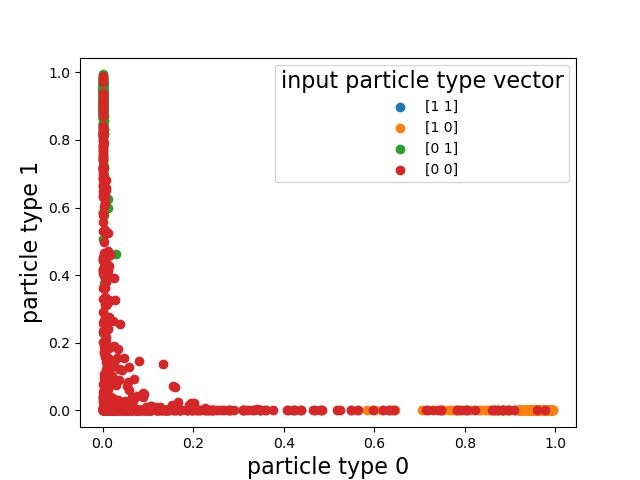 input particle type vector
[1 1]
[1 0]
[0 1]
[0 0]
particle type 1
1.0
0.8
0.6
0.4
0.2
0.0
0.0 0.2 0.4 0.6 0.8 1.0
particle type 0